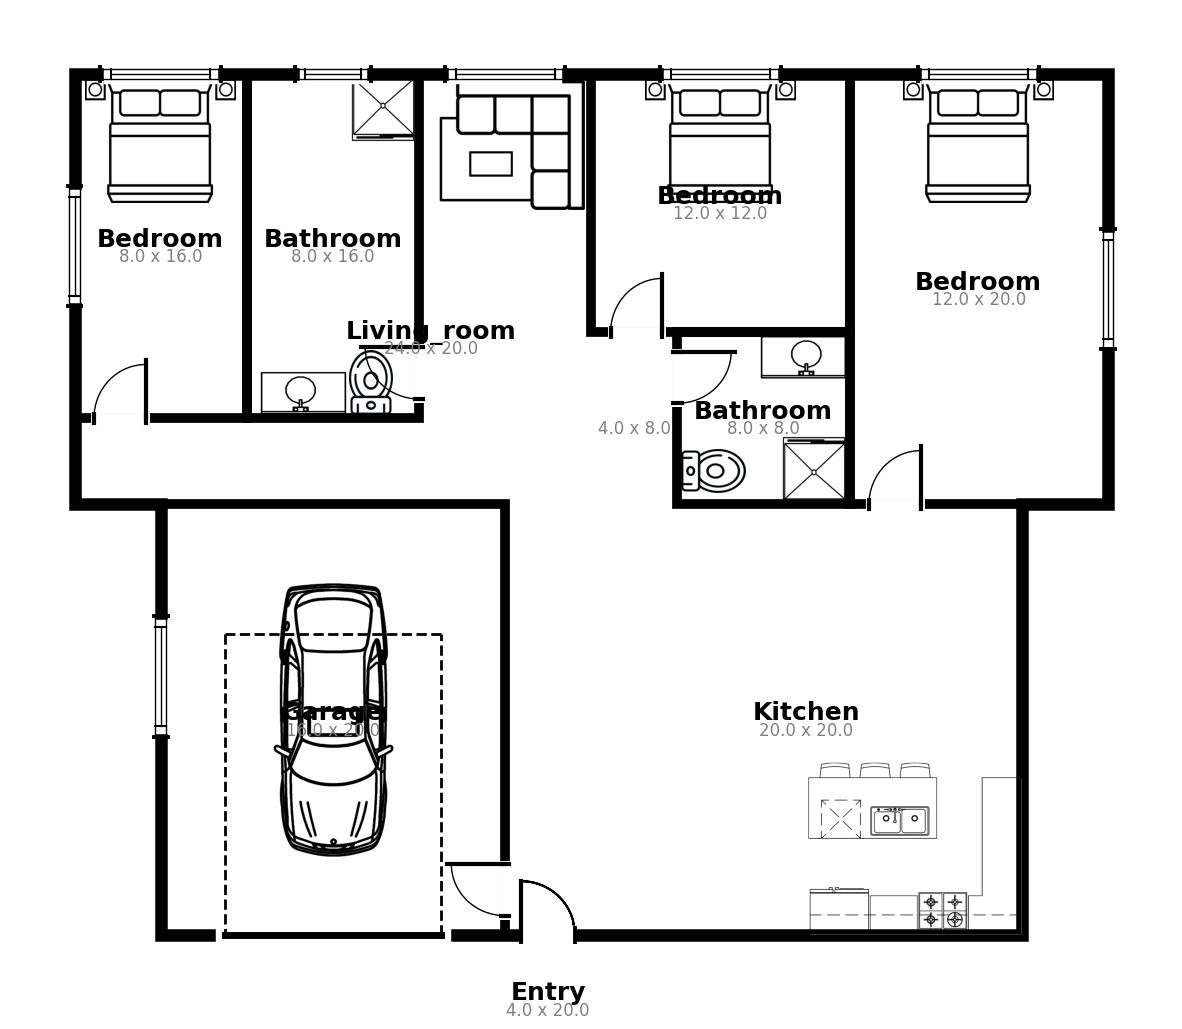 Bedroom
12.0 x 12.0
Bedroom
8.0 x 16.0
Bathroom
8.0 x 16.0
Bedroom
12.0 x 20.0
Living_room
24.0 x 20.0
Bathroom
4.0 x 8.0
8.0 x 8.0
Garage
16.0 x 20.0
Kitchen
20.0 x 20.0
Entry
4.0 x 20.0